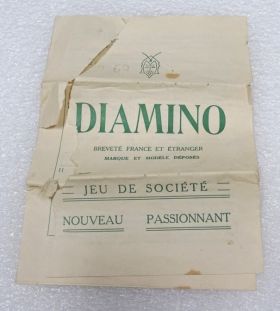 DIAMINO
BREVETÉ FRANCE ET ÉTRANGER
MARQUE ET MODÈLE DÉPOSÉS
JEU DE SOCIÉTÉ
NOUVEAU PASSIONNANT